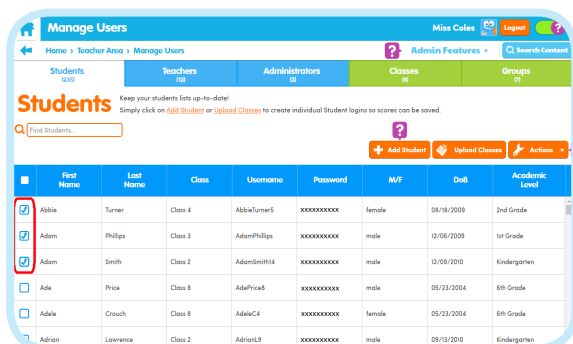 Manage Users Miss Coles Logout ?
Home › Teacher Area › Manage Users ? Admin Features ▾ Search Content
Students Teachers Administrators Classes Groups
(235) (10) (2) (9) (7)
Students
Keep your students lists up-to-date!
Simply click on Add Student or Upload Classes to create individual Student logins so scores can be saved.
Find Students...
?
Add Student Upload Classes Actions ▾
First Name Last Name Class Username Password M/F DoB Academic Level
Abbie Turner Class 4 AbbieTurner5 xxxxxxxxxx female 08/18/2009 2nd Grade
Adam Phillips Class 3 AdamPhillips xxxxxxxxxx male 12/06/2009 1st Grade
Adam Smith Class 2 AdamSmith14 xxxxxxxxxx male 12/09/2010 Kindergarten
Ade Price Class 8 AdePrice8 xxxxxxxxxx male 05/23/2004 6th Grade
Adele Crouch Class 8 AdeleC4 xxxxxxxxxx female 05/23/2004 6th Grade
Adrian Lawrence Class 2 AdrianL9 xxxxxxxxxx male 09/13/2010 Kindergarten